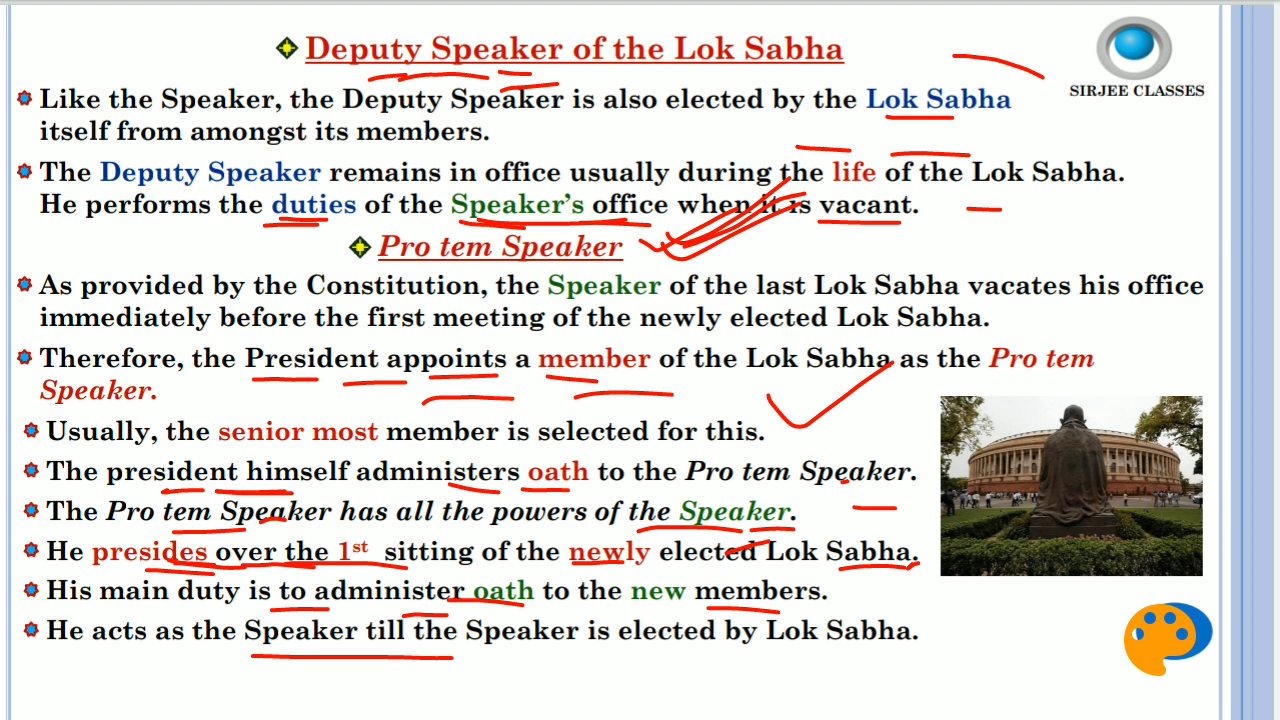 Deputy Speaker of the Lok Sabha
SIRJEE CLASSES
Like the Speaker, the Deputy Speaker is also elected by the Lok Sabha
itself from amongst its members.
The Deputy Speaker remains in office usually during the life of the Lok Sabha.
He performs the duties of the Speaker's office when it is vacant.
Pro tem Speaker
As provided by the Constitution, the Speaker of the last Lok Sabha vacates his office
immediately before the first meeting of the newly elected Lok Sabha.
Therefore, the President appoints a member of the Lok Sabha as the Pro tem
Speaker.
Usually, the senior most member is selected for this.
The president himself administers oath to the Pro tem Speaker.
The Pro tem Speaker has all the powers of the Speaker.
He presides over the 1st sitting of the newly elected Lok Sabha.
His main duty is to administer oath to the new members.
He acts as the Speaker till the Speaker is elected by Lok Sabha.